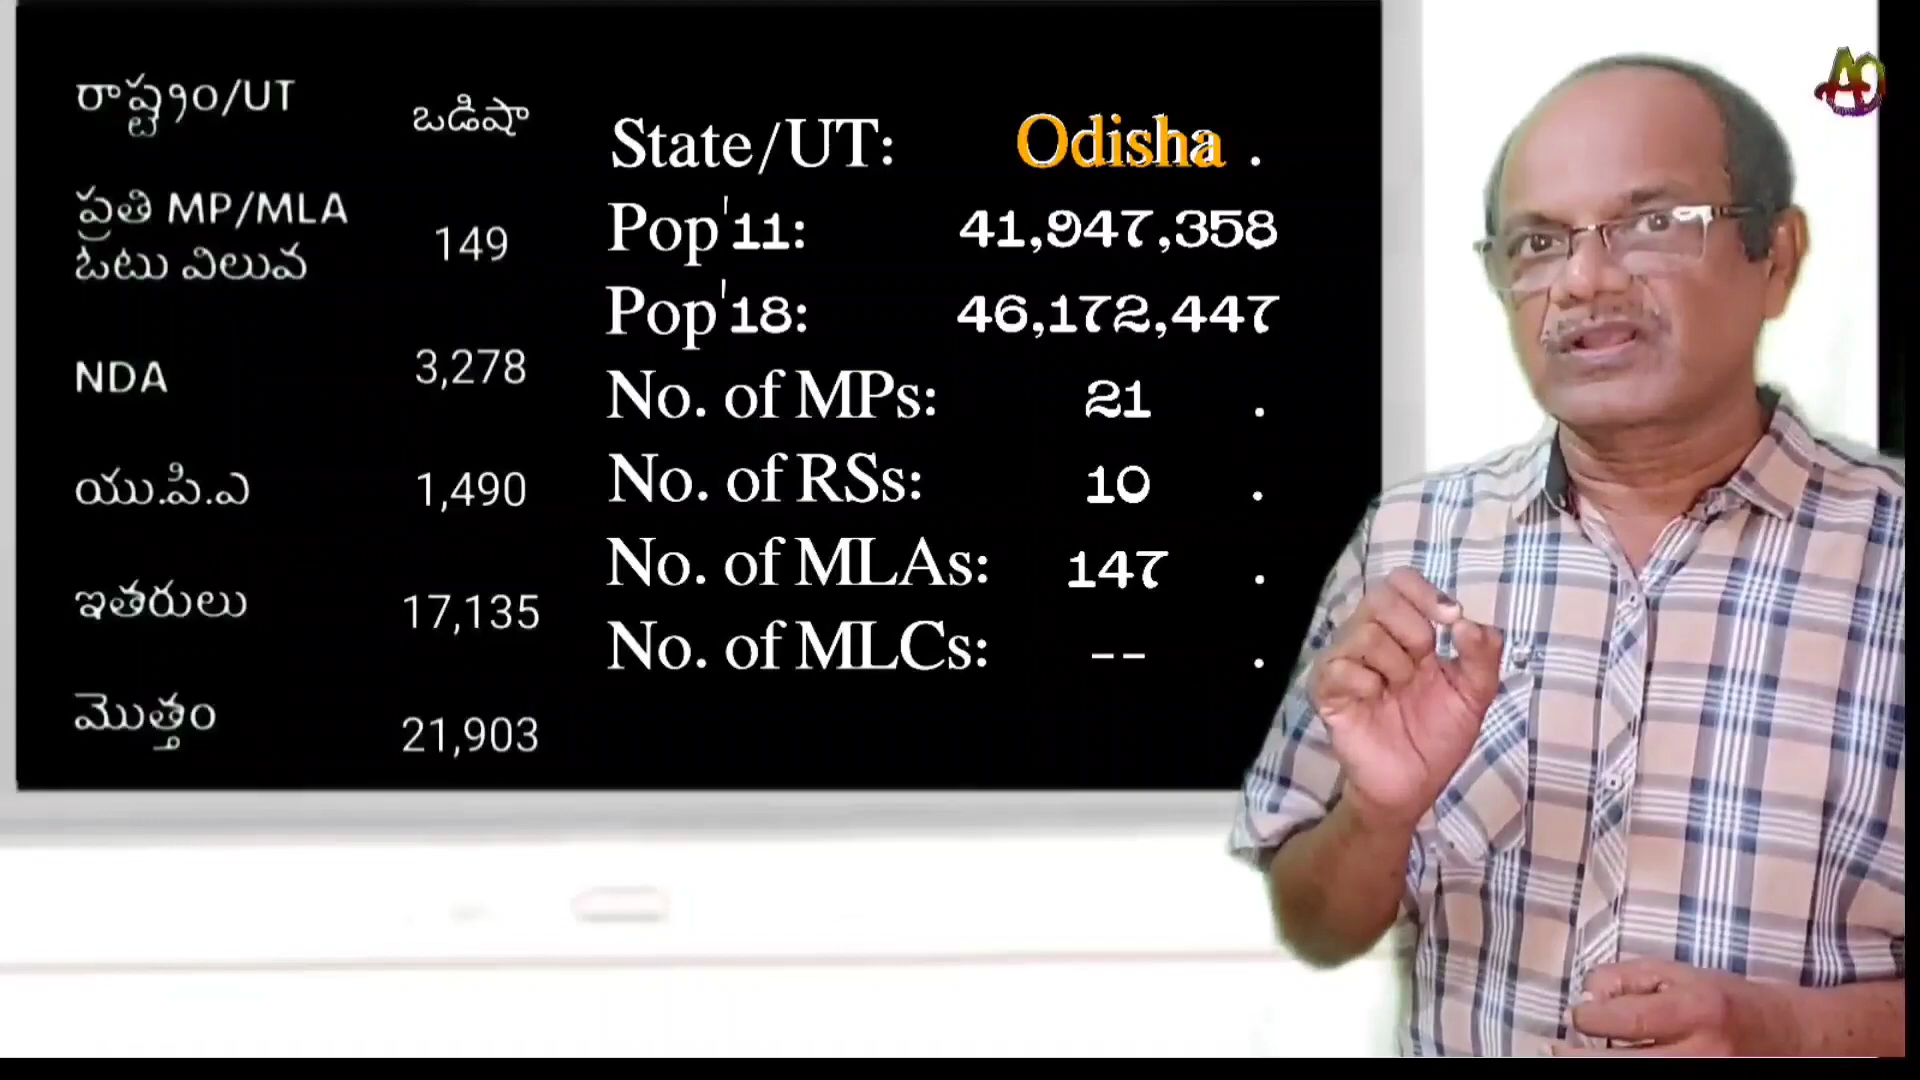 రాష్ట్రం/UT ఒడిషా
ప్రతి MP/MLA
ఓటు విలువ 149
NDA 3,278
యు.పి.ఎ 1,490
ఇతరులు 17,135
మొత్తం 21,903
State/UT: Odisha .
Pop'11: 41,947,358
Pop'18: 46,172,447
No. of MPs: 21 .
No. of RSs: 10 .
No. of MLAs: 147 .
No. of MLCs: -- .